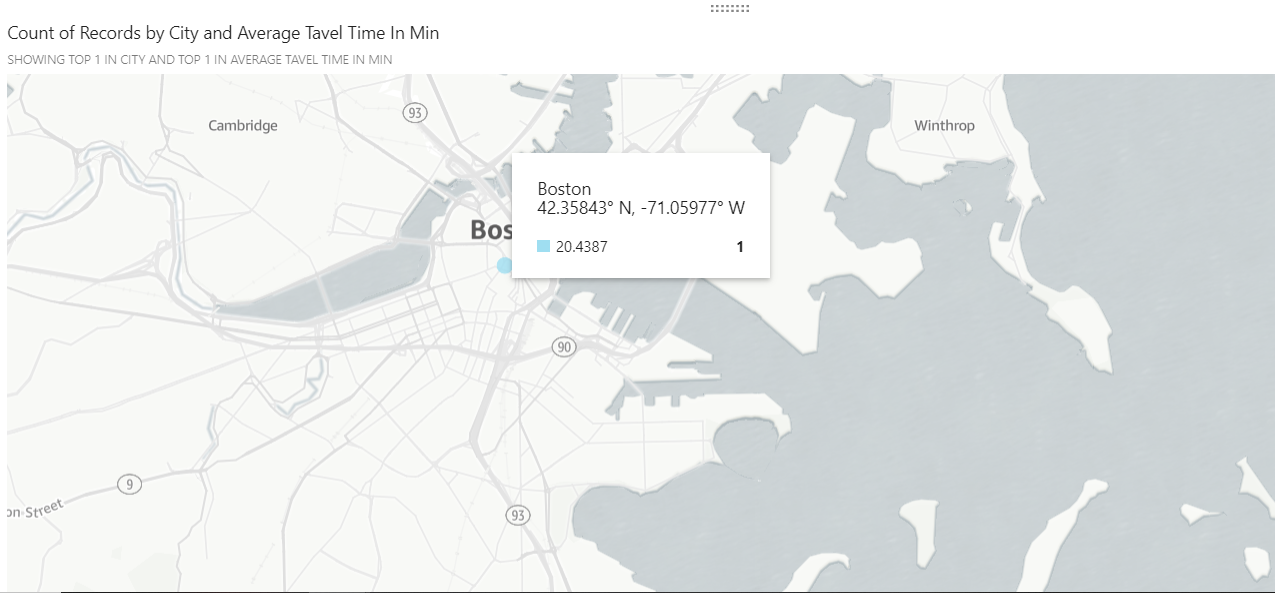 Count of Records by City and Average Tavel Time In Min
SHOWING TOP 1 IN CITY AND TOP 1 IN AVERAGE TAVEL TIME IN MIN
93
Cambridge
Winthrop
Boston
42.35843° N, -71.05977° W
Bos
20.4387 1
90
9
on Street
93